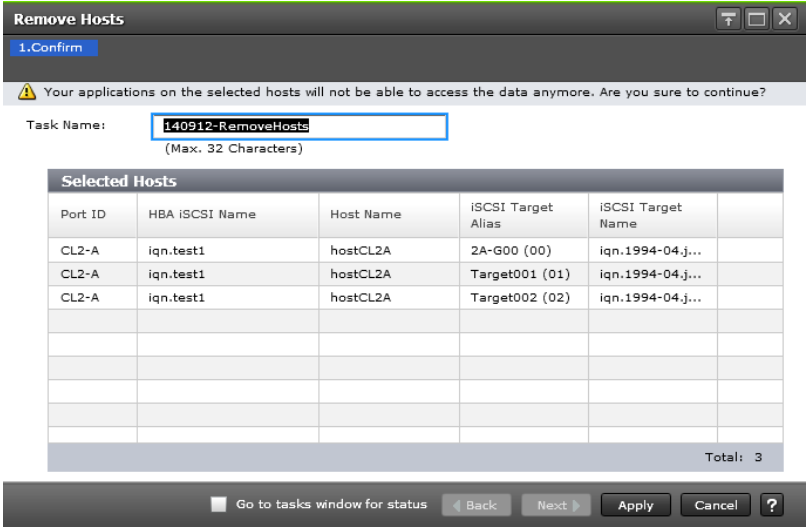 Remove Hosts
1.Confirm
Your applications on the selected hosts will not be able to access the data anymore. Are you sure to continue?
Task Name: 140912-RemoveHosts
(Max. 32 Characters)
Selected Hosts
Port ID HBA iSCSI Name Host Name iSCSI Target Alias iSCSI Target Name
CL2-A iqn.test1 hostCL2A 2A-G00 (00) iqn.1994-04.j...
CL2-A iqn.test1 hostCL2A Target001 (01) iqn.1994-04.j...
CL2-A iqn.test1 hostCL2A Target002 (02) iqn.1994-04.j...
Total: 3
Go to tasks window for status Back Next Apply Cancel ?